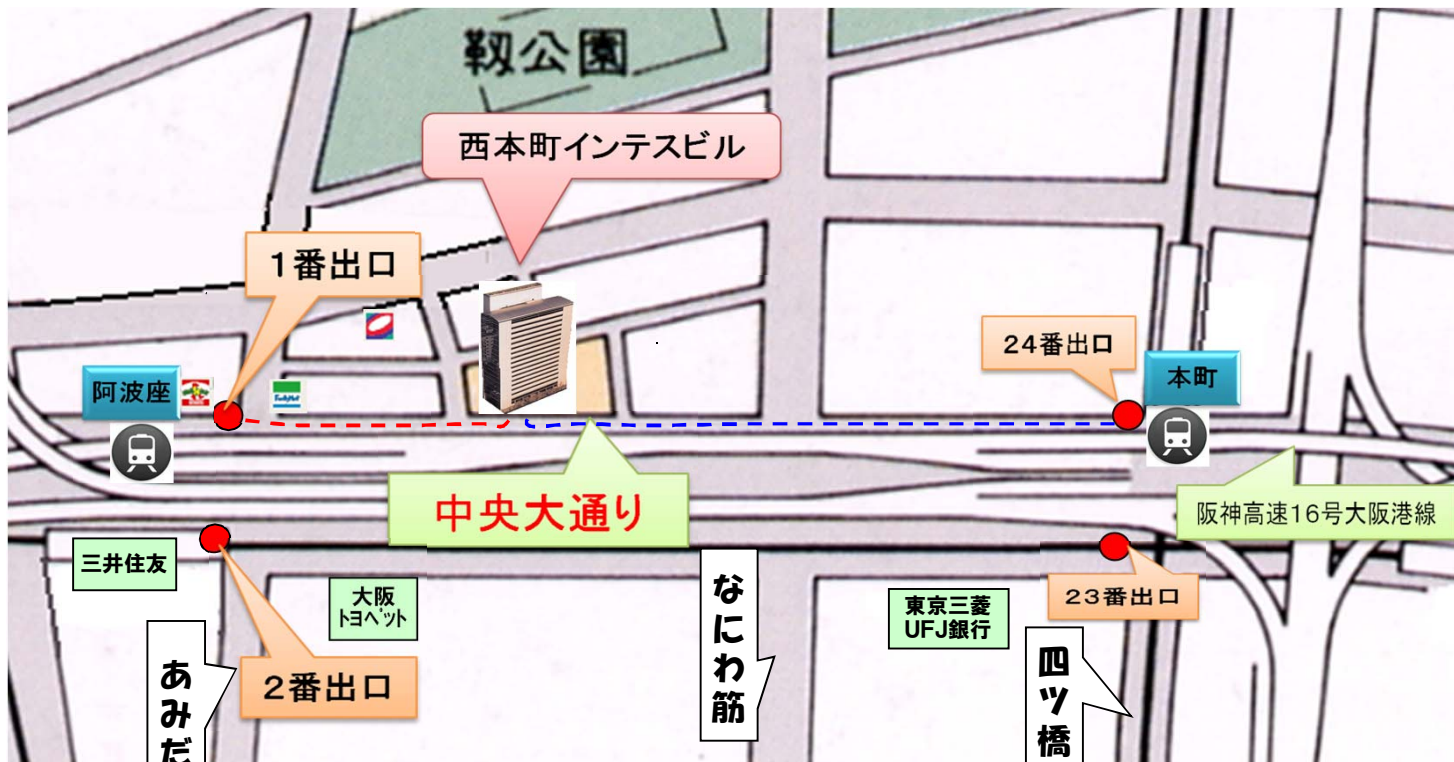 靱公園
西本町インテスビル
1番出口
24番出口
阿波座
本町
中央大通り
阪神高速16号大阪港線
三井住友
大阪
トヨペット
なにわ筋
東京三菱
UFJ銀行
23番出口
2番出口
あみだ
四ツ橋